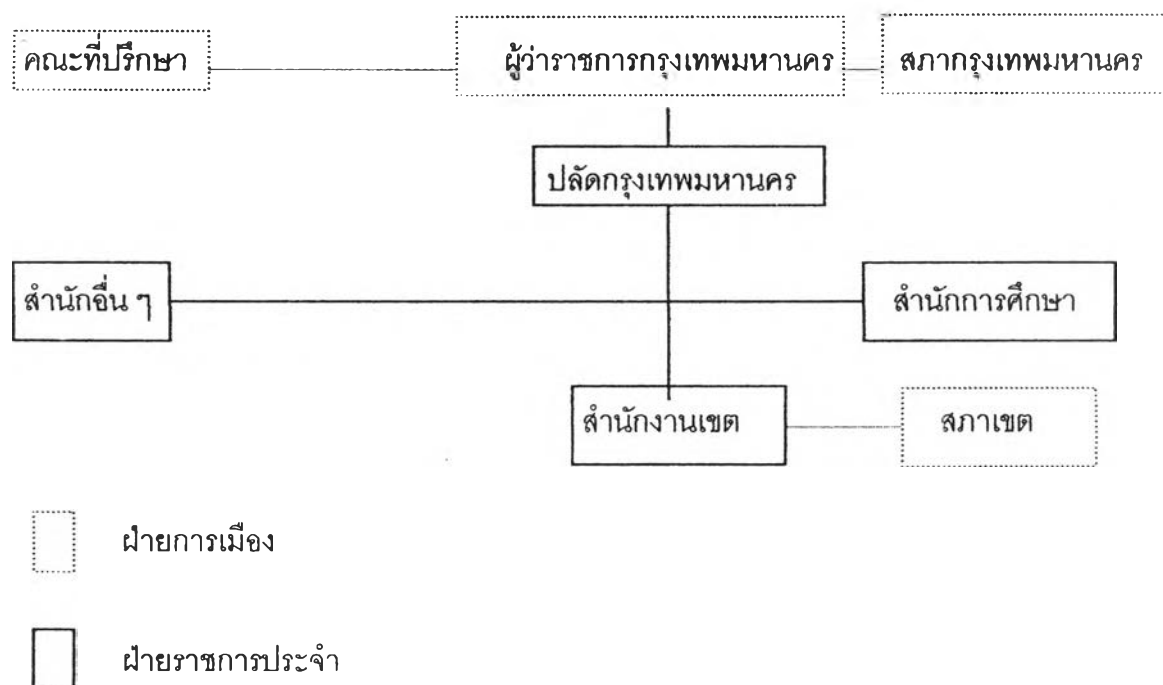 คณะที่ปรึกษา
ผู้ว่าราชการกรุงเทพมหานคร
สภากรุงเทพมหานคร
ปลัดกรุงเทพมหานคร
สำนักอื่น ๆ
สำนักการศึกษา
สำนักงานเขต
สภาเขต
ฝ่ายการเมือง
ฝ่ายราชการประจำ